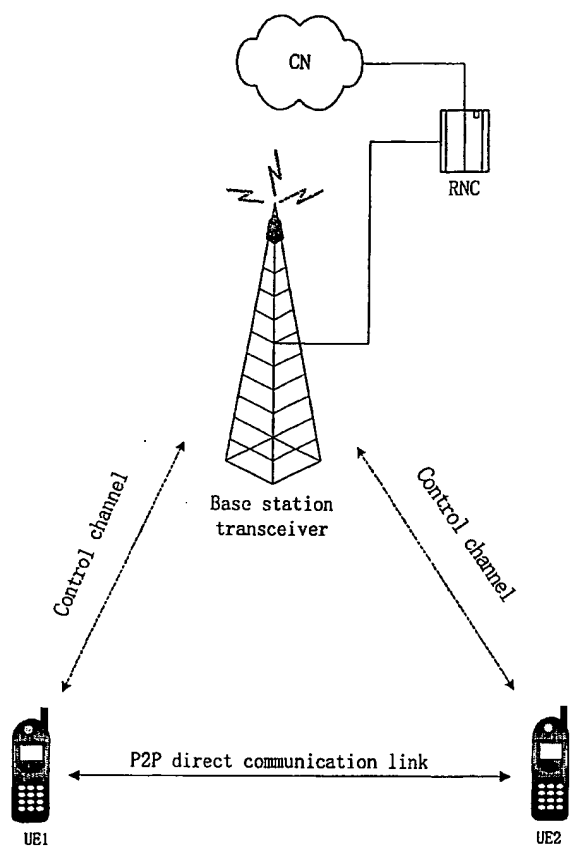 CN
RNC
Base station
transceiver
Control channel
Control channel
P2P direct communication link
UE1
UE2